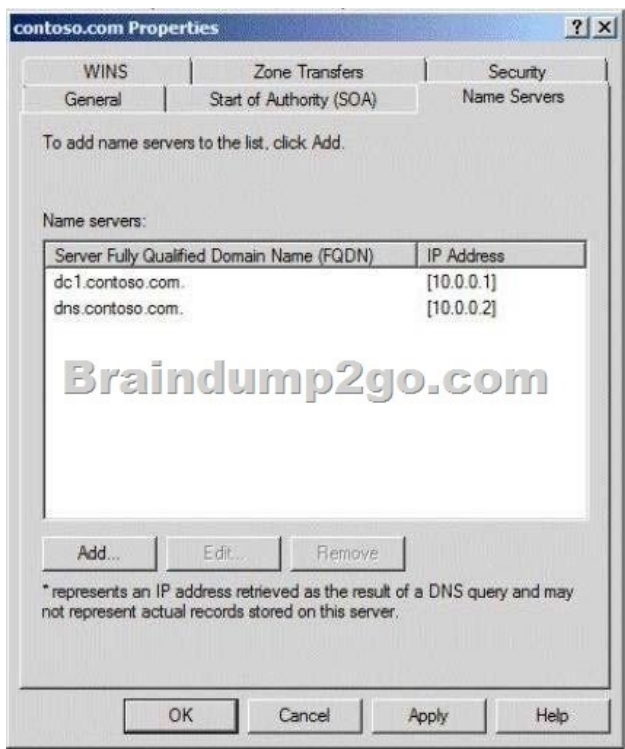 contoso.com Properties
? X
WINS Zone Transfers Security
General Start of Authority (SOA) Name Servers
To add name servers to the list, click Add.
Name servers:
Server Fully Qualified Domain Name (FQDN) IP Address
dc1.contoso.com. [10.0.0.1]
dns.contoso.com. [10.0.0.2]
Braindump2go.com
Add... Edit... Remove
* represents an IP address retrieved as the result of a DNS query and may
not represent actual records stored on this server.
OK Cancel Apply Help